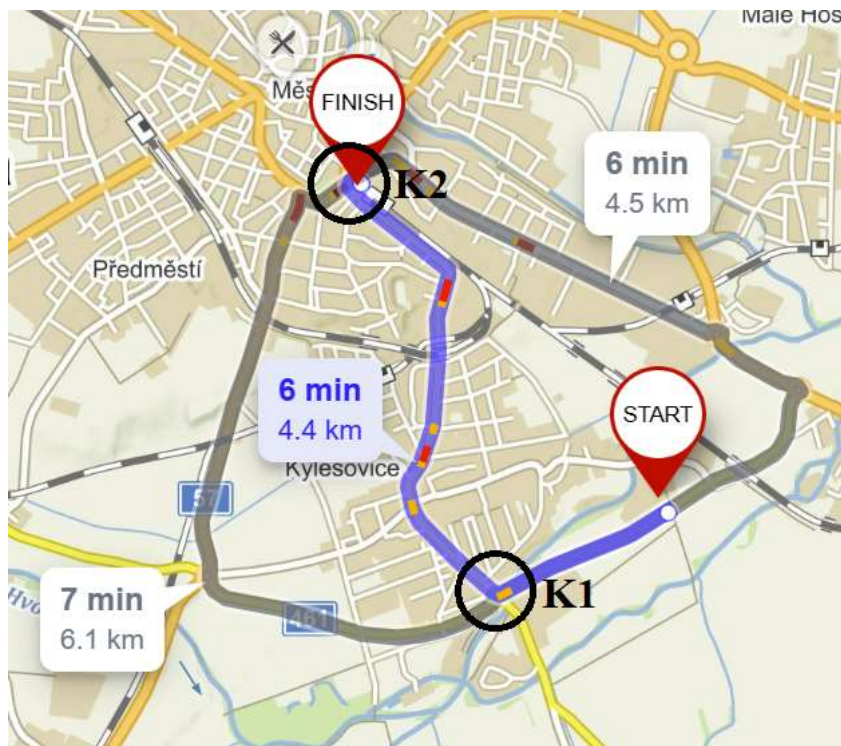 Malé Hos
Měs
FINISH
K2
6 min
4.5 km
Předměstí
6 min
4.4 km
START
Kylešovice
57
K1
7 min
6.1 km
Hvo
461